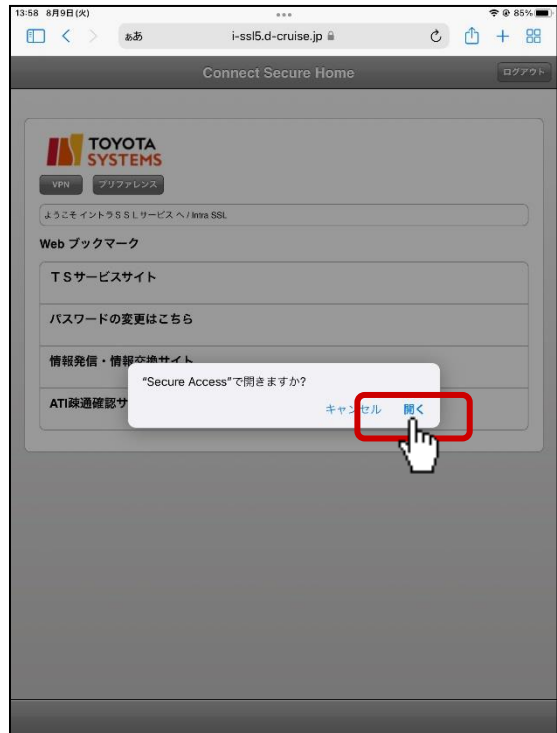 13:58 8月9日(火)
85%
ああ
i-ssl5.d-cruise.jp
Connect Secure Home
ログアウト
TOYOTA
SYSTEMS
VPN
プリファレンス
ようこそ イントラＳＳＬサービス へ / Intra SSL
Web ブックマーク
ＴＳサービスサイト
パスワードの変更はこちら
情報発信・情報交換サイト
"Secure Access"で開きますか?
キャンセル
開く
ATI疎通確認サ